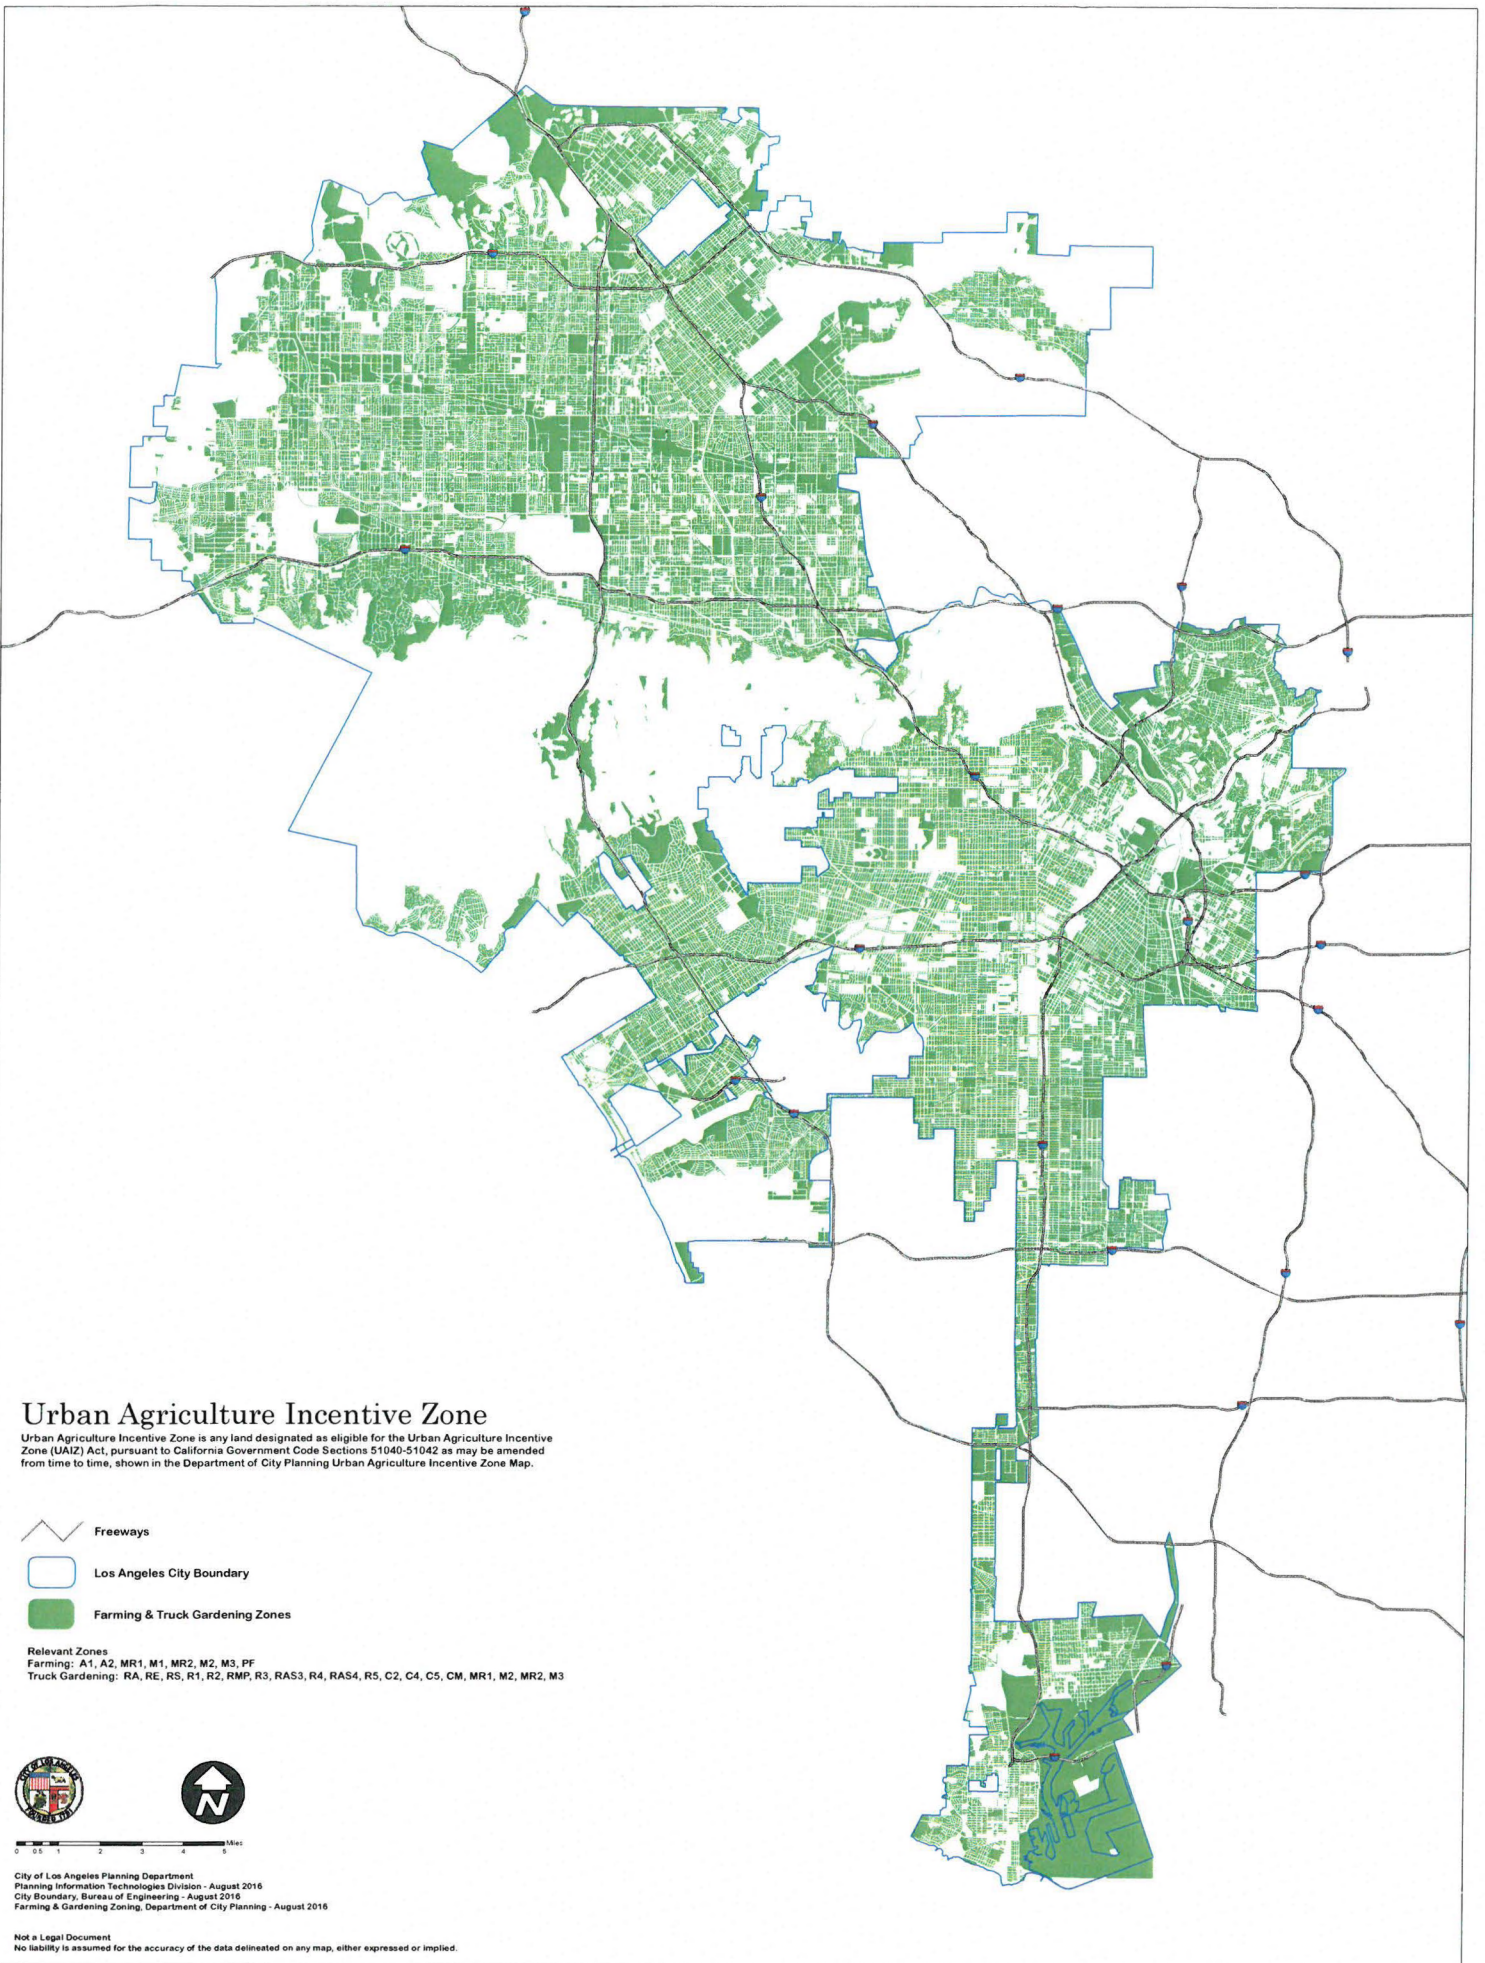 Urban Agriculture Incentive Zone
Urban Agriculture Incentive Zone is any land designated as eligible for the Urban Agriculture Incentive
Zone (UAIZ) Act, pursuant to California Government Code Sections 51040-51042 as may be amended
from time to time, shown in the Department of City Planning Urban Agriculture Incentive Zone Map.
Freeways
Los Angeles City Boundary
Farming & Truck Gardening Zones
Relevant Zones
Farming: A1, A2, MR1, M1, MR2, M2, M3, PF
Truck Gardening: RA, RE, RS, R1, R2, RMP, R3, RAS3, R4, RAS4, R5, C2, C4, C5, CM, MR1, M2, MR2, M3
CITY OF LOS ANGELES
FOUNDED 1781
N
Miles
0 0.5 1 2 3 4 5
City of Los Angeles Planning Department
Planning Information Technologies Division - August 2016
City Boundary, Bureau of Engineering - August 2016
Farming & Gardening Zoning, Department of City Planning - August 2016
Not a Legal Document
No liability is assumed for the accuracy of the data delineated on any map, either expressed or implied.